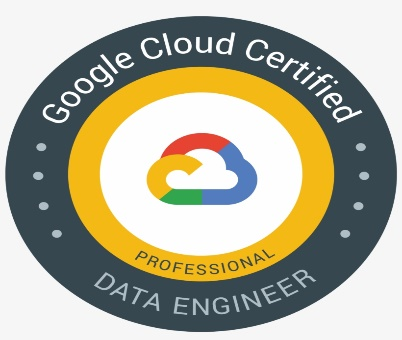 Google Cloud Certified
PROFESSIONAL
DATA ENGINEER